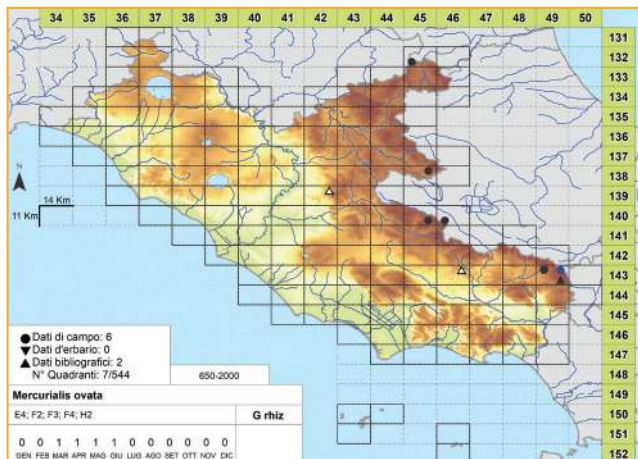 34 35 36 37 38 39 40 41 42 43 44 45 46 47 48 49 50
131
132
133
134
135
136
137
138
N
139
14 Km
11 Km
140
141
142
143
144
145
Dati di campo: 6
146
Dati d'erbario: 0
Dati bibliografici: 2
147
N° Quadranti: 7/544
650-2000
148
Mercurialis ovata
149
E4; F2; F3; F4; H2
G rhiz
150
151
0 0 1 1 1 1 0 0 0 0 0 0
GEN FEB MAR APR MAG GIU LUG AGO SET OTT NOV DIC
152